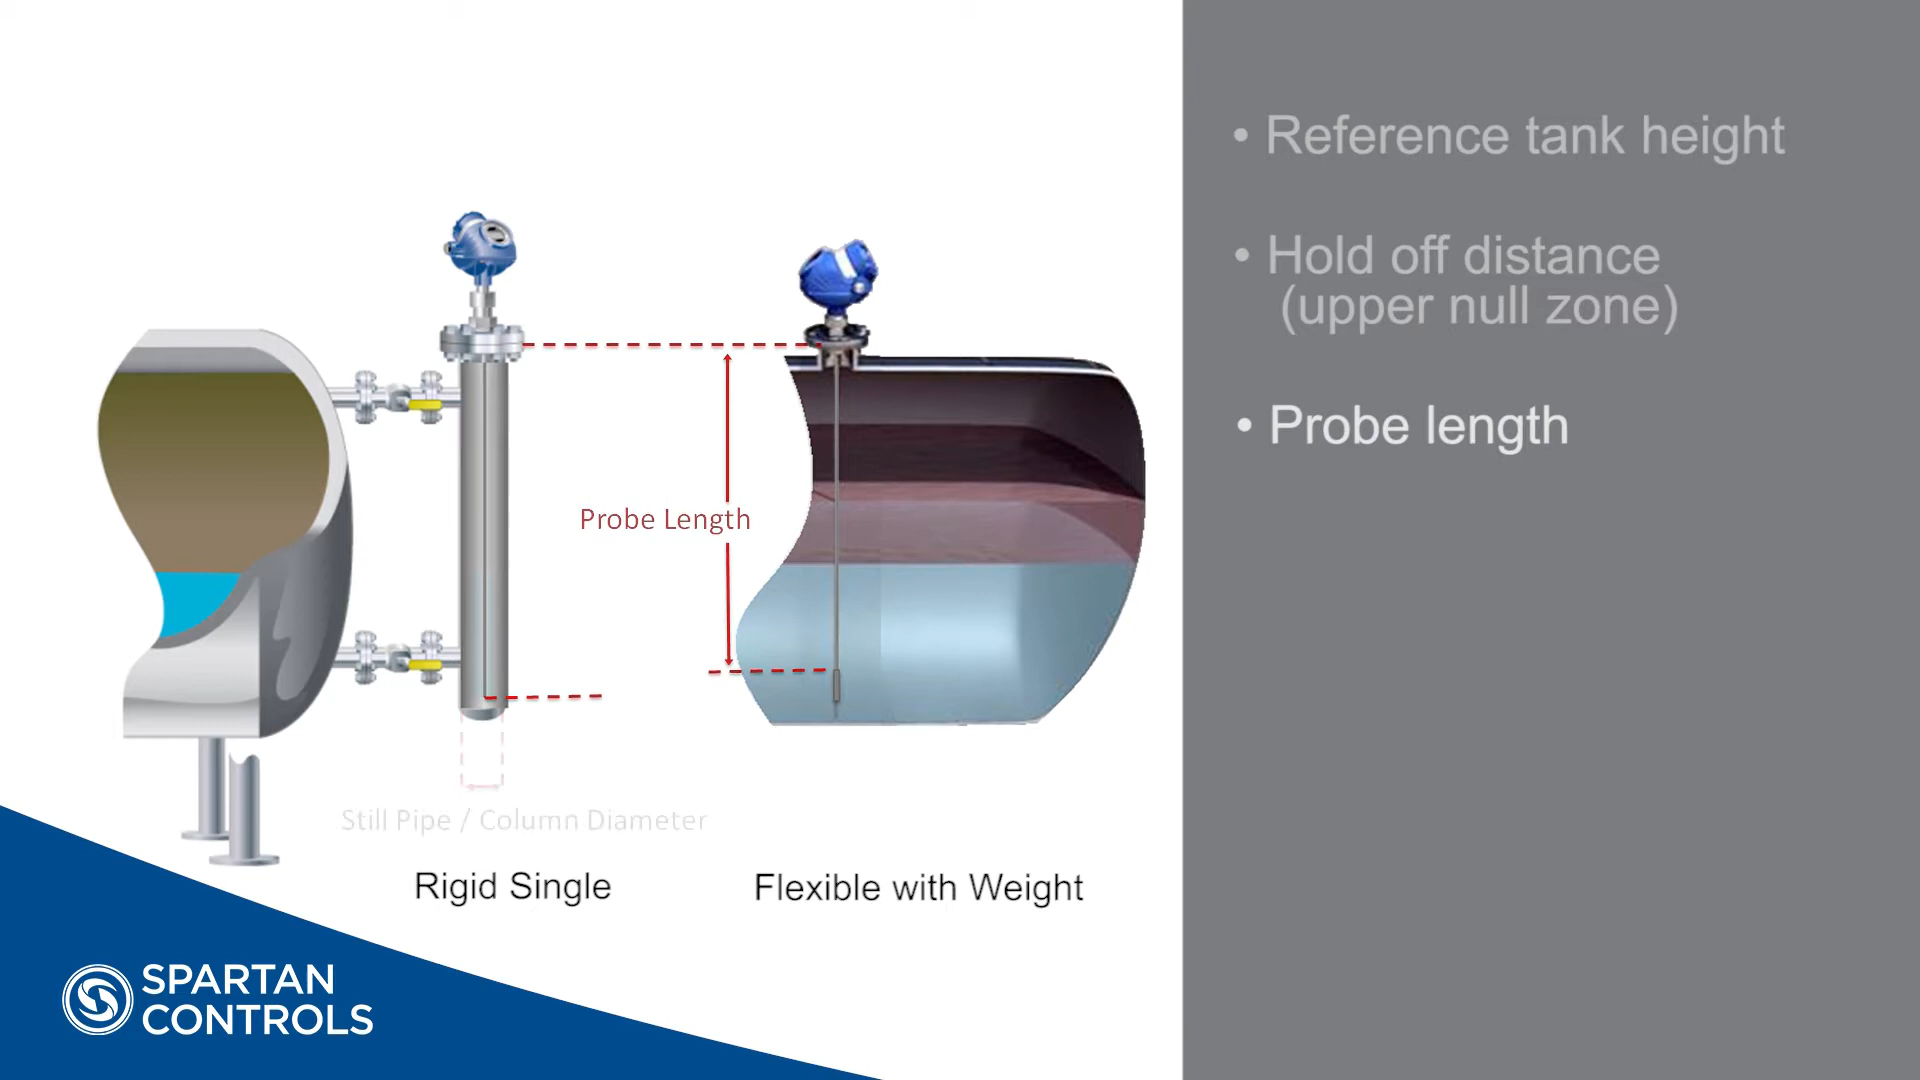 • Reference tank height
• Hold off distance
(upper null zone)
• Probe length
Probe Length
Still Pipe / Column Diameter
Rigid Single
Flexible with Weight
SPARTAN
CONTROLS